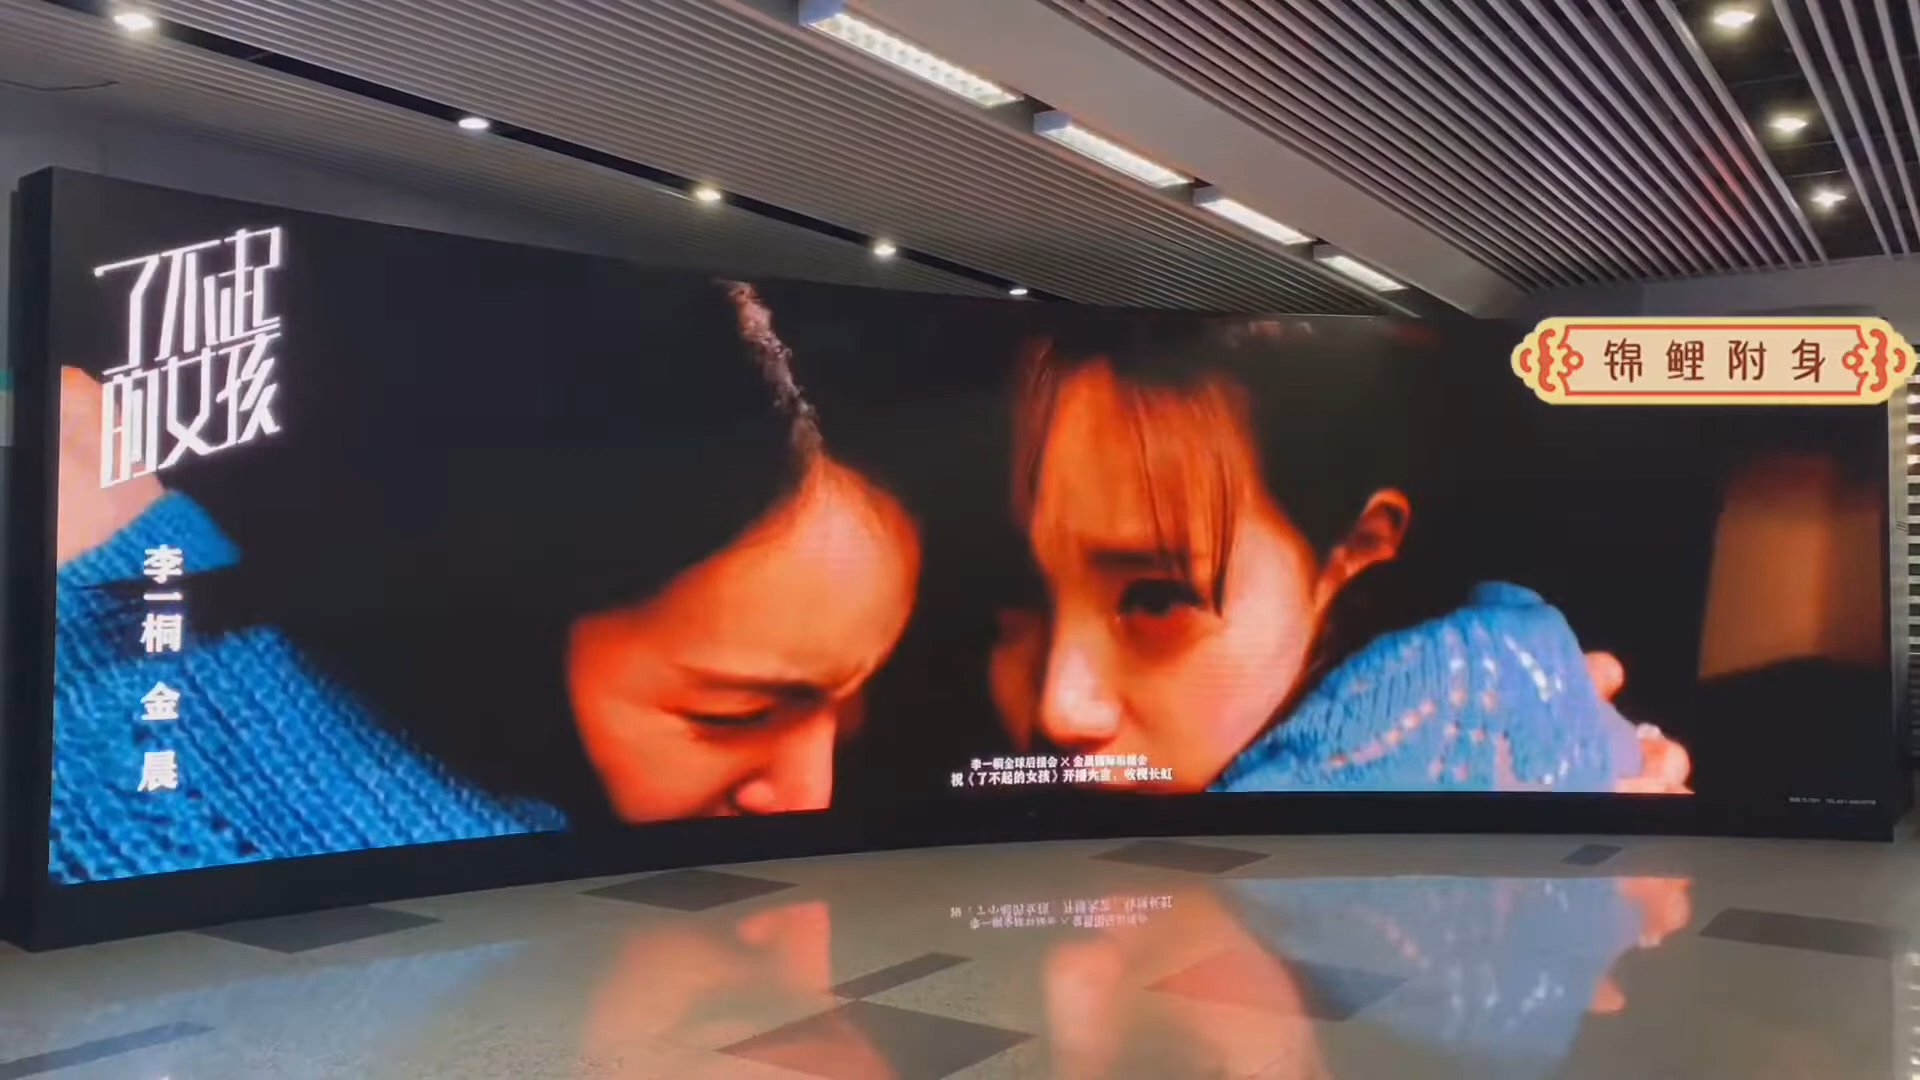 了不起
的女孩
锦鲤附身
李一桐 金晨
李一桐全球后援会×金晨国际后援会
祝《了不起的女孩》开播大吉，收视长虹